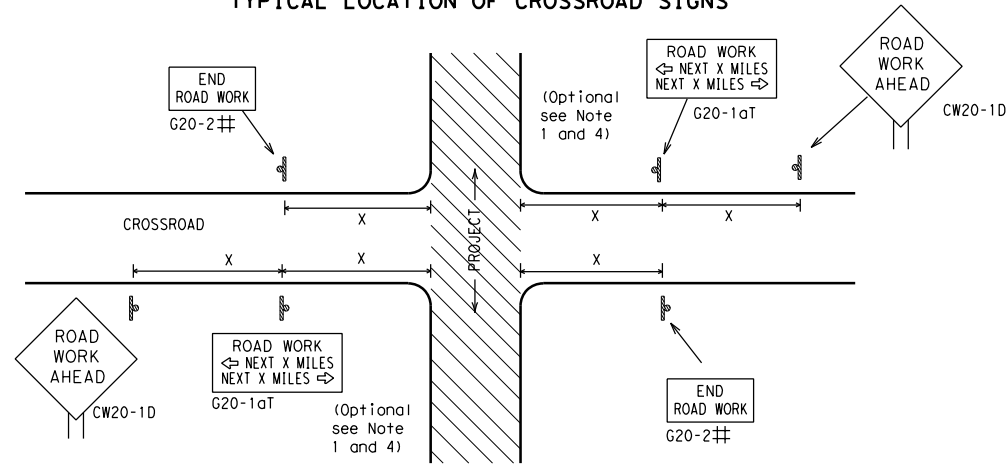 TYPICAL LOCATION OF CROSSROAD SIGNS
END
ROAD WORK
G20-2#
ROAD WORK
⇦ NEXT X MILES
NEXT X MILES ⇨
G20-1aT
(Optional
see Note
1 and 4)
ROAD
WORK
AHEAD
CW20-1D
X
X
X
CROSSROAD
PROJECT
X
X
X
ROAD
WORK
AHEAD
CW20-1D
ROAD WORK
⇦ NEXT X MILES
NEXT X MILES ⇨
G20-1aT
(Optional
see Note
1 and 4)
END
ROAD WORK
G20-2#